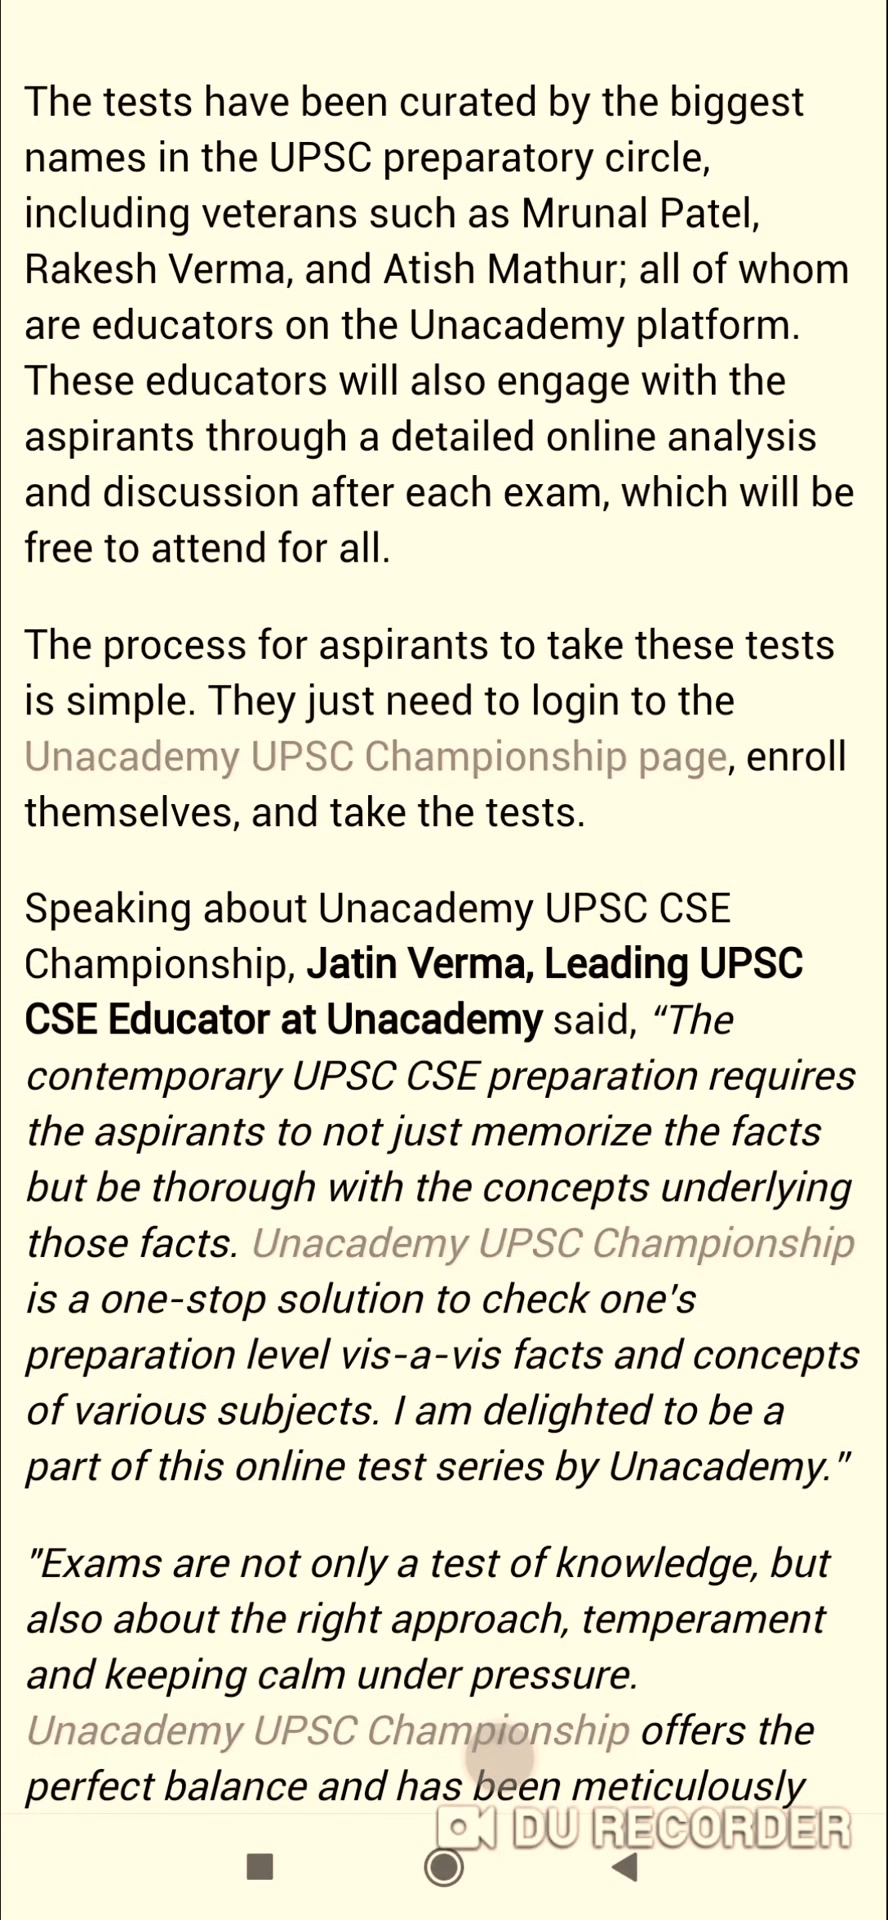 The tests have been curated by the biggest
names in the UPSC preparatory circle,
including veterans such as Mrunal Patel,
Rakesh Verma, and Atish Mathur; all of whom
are educators on the Unacademy platform.
These educators will also engage with the
aspirants through a detailed online analysis
and discussion after each exam, which will be
free to attend for all.
The process for aspirants to take these tests
is simple. They just need to login to the
Unacademy UPSC Championship page, enroll
themselves, and take the tests.
Speaking about Unacademy UPSC CSE
Championship, Jatin Verma, Leading UPSC
CSE Educator at Unacademy said, “The
contemporary UPSC CSE preparation requires
the aspirants to not just memorize the facts
but be thorough with the concepts underlying
those facts. Unacademy UPSC Championship
is a one-stop solution to check one's
preparation level vis-a-vis facts and concepts
of various subjects. I am delighted to be a
part of this online test series by Unacademy."
"Exams are not only a test of knowledge, but
also about the right approach, temperament
and keeping calm under pressure.
Unacademy UPSC Championship offers the
perfect balance and has been meticulously
DU RECORDER